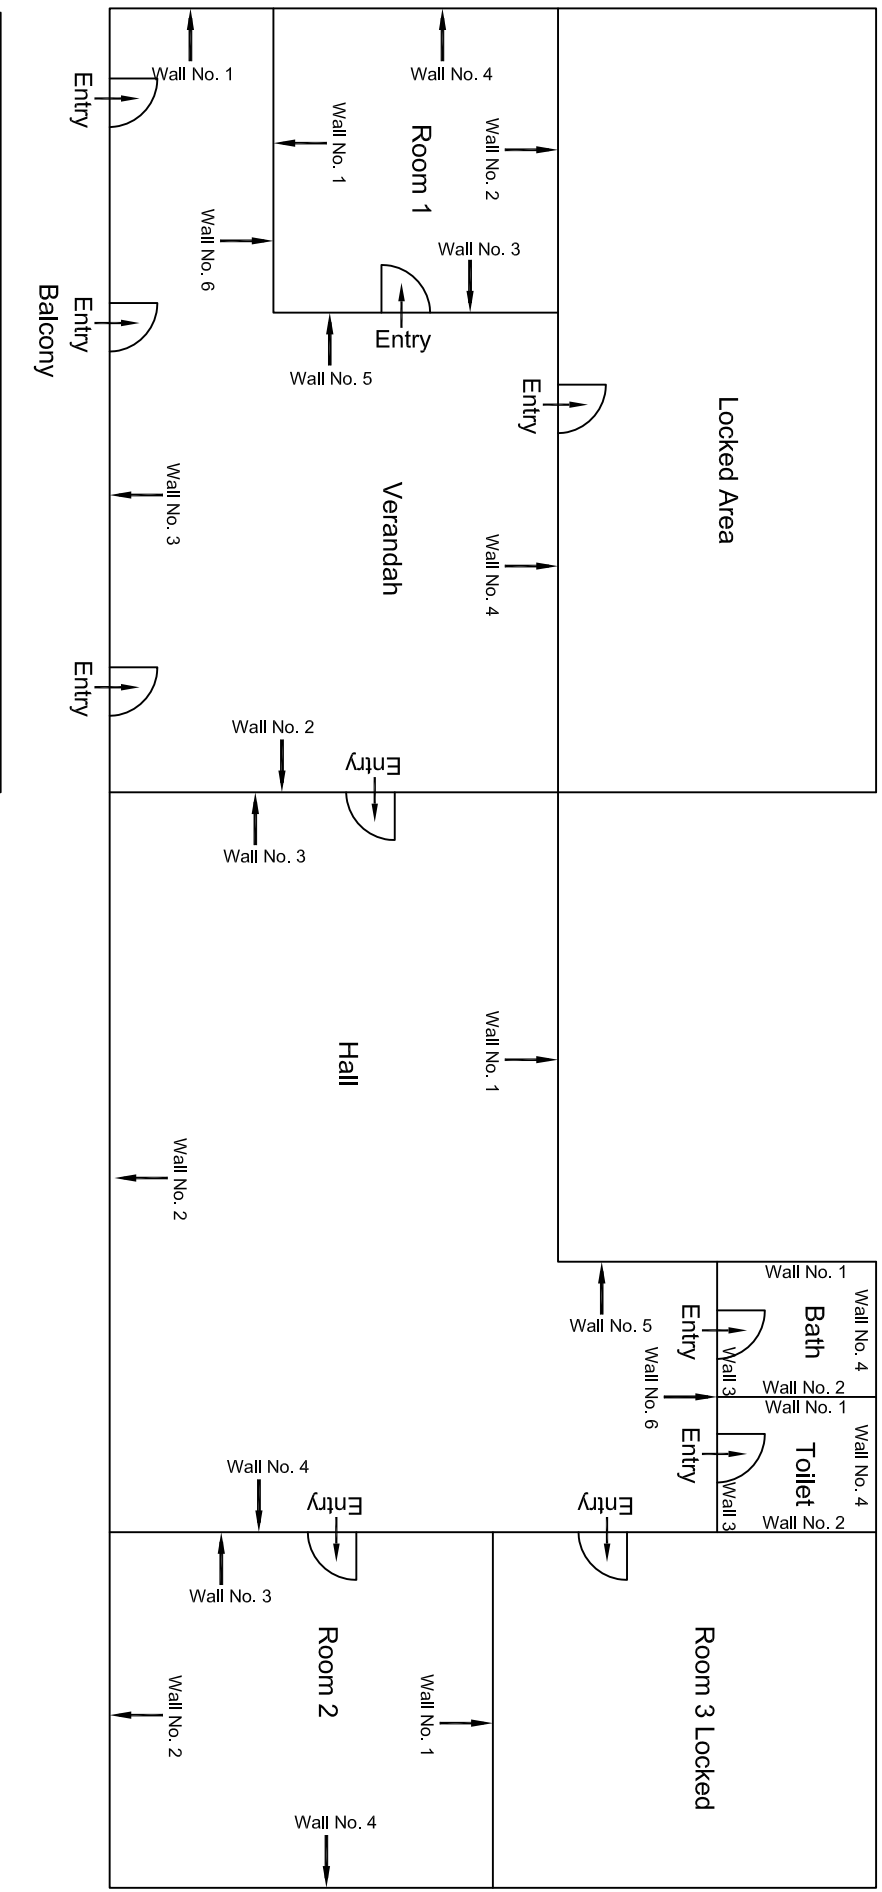 Wall No. 1
Wall No. 4
Entry
Wall No. 1
Room 1
Wall No. 2
Wall No. 6
Wall No. 3
Entry
Balcony
Entry
Wall No. 5
Entry
Locked Area
Wall No. 3
Verandah
Wall No. 4
Entry
Wall No. 2
Entry
Wall No. 3
Hall
Wall No. 1
Wall No. 2
Wall No. 1
Bath
Wall No. 4
Entry
Wall No. 5
Wall 3
Wall No. 2
Wall No. 6
Wall No. 1
Toilet
Wall No. 4
Entry
Wall 3
Wall No. 2
Wall No. 4
Entry
Entry
Wall No. 3
Room 2
Room 3 Locked
Wall No. 2
Wall No. 1
Wall No. 4